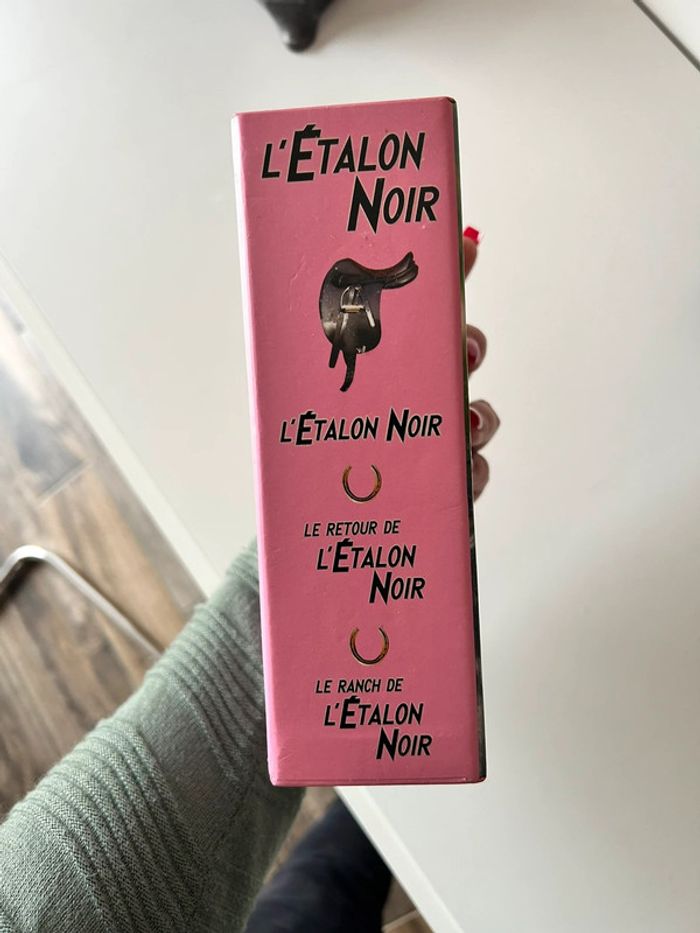 L'ÉTALON
NOIR
L'ÉTALON NOIR
LE RETOUR DE
L'ÉTALON
NOIR
LE RANCH DE
L'ÉTALON
NOIR